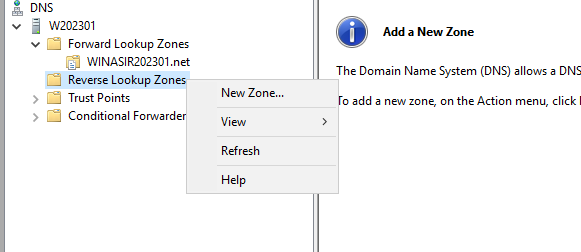 DNS
W202301
Forward Lookup Zones
WINASIR202301.net
Reverse Lookup Zones
Trust Points
Conditional Forwarder
New Zone...
View
Refresh
Help
Add a New Zone
The Domain Name System (DNS) allows a DNS
To add a new zone, on the Action menu, click